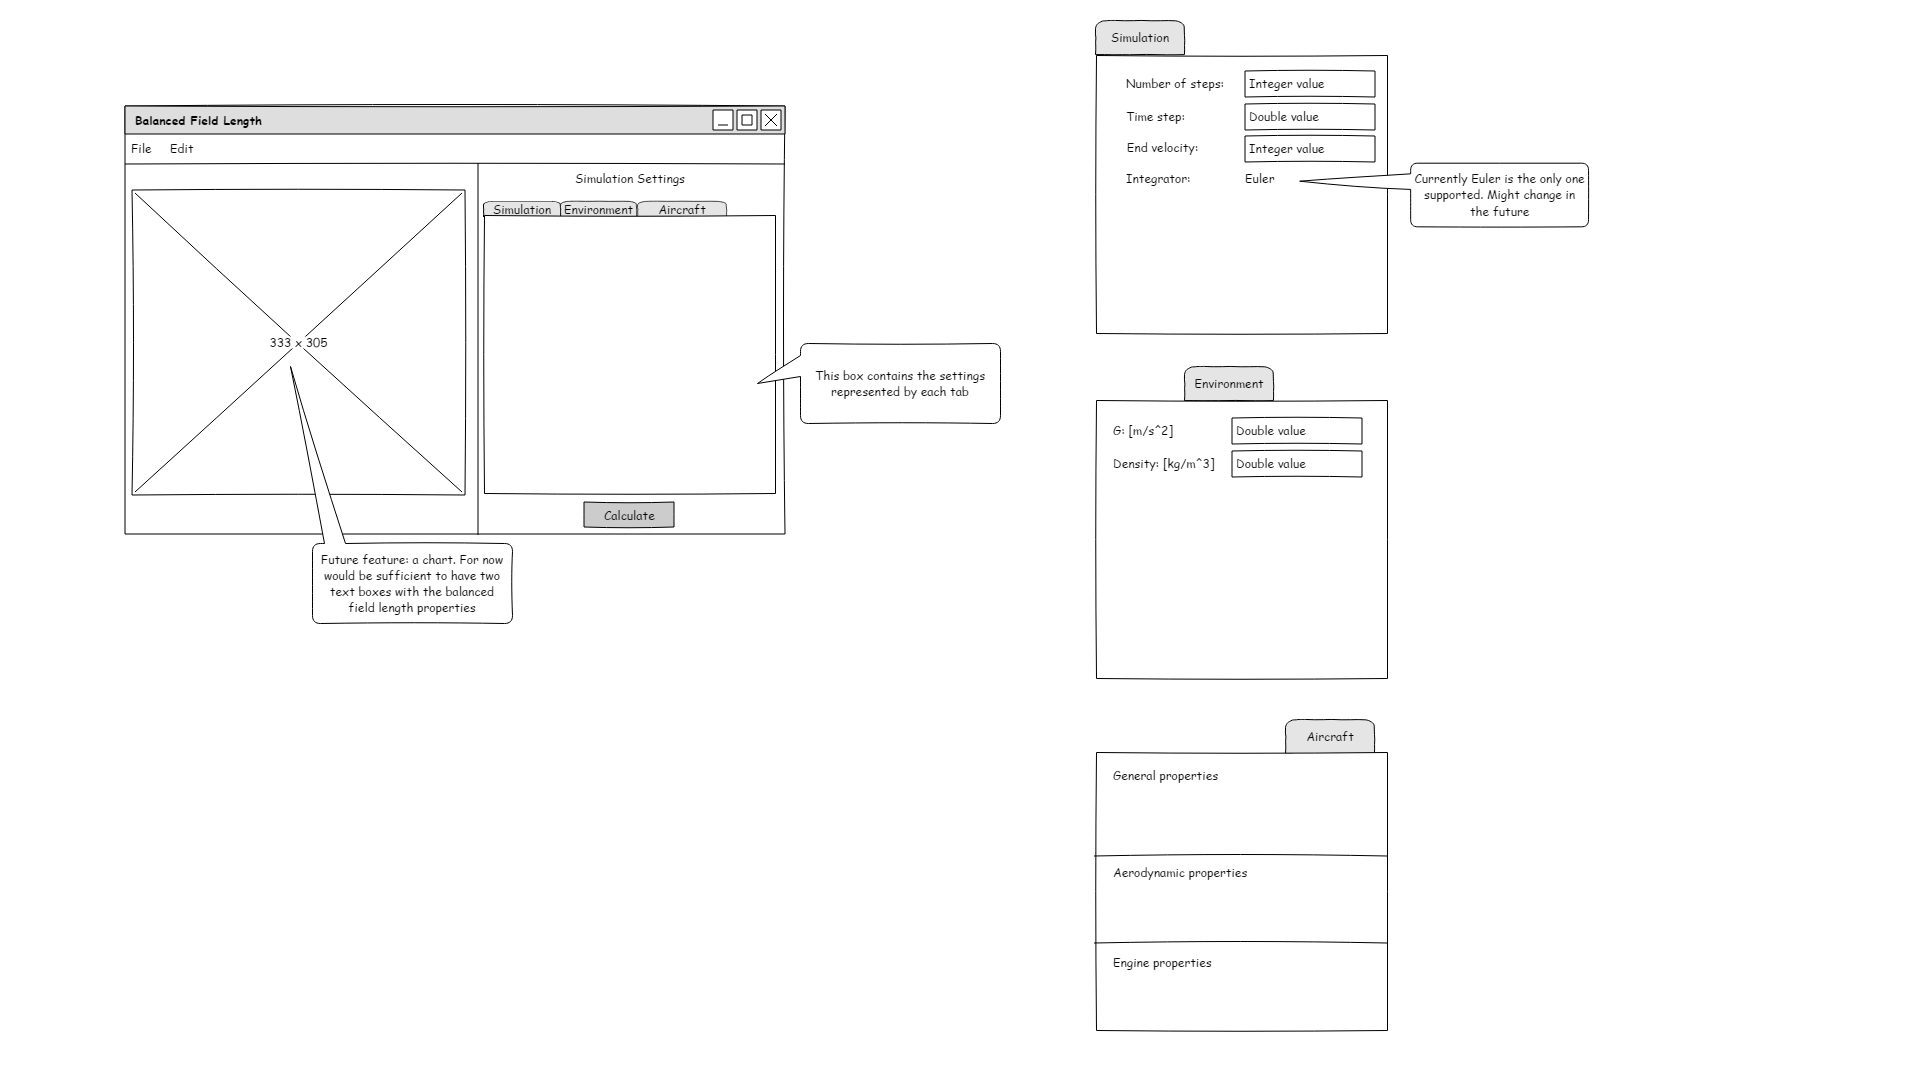 Balanced Field Length
File Edit
Simulation Settings
Simulation Environment Aircraft
333 x 305
This box contains the settings
represented by each tab
Calculate
Future feature: a chart. For now
would be sufficient to have two
text boxes with the balanced
field length properties
Simulation
Number of steps: Integer value
Time step: Double value
End velocity: Integer value
Integrator: Euler
Currently Euler is the only one
supported. Might change in
the future
Environment
G: [m/s^2] Double value
Density: [kg/m^3] Double value
Aircraft
General properties
Aerodynamic properties
Engine properties